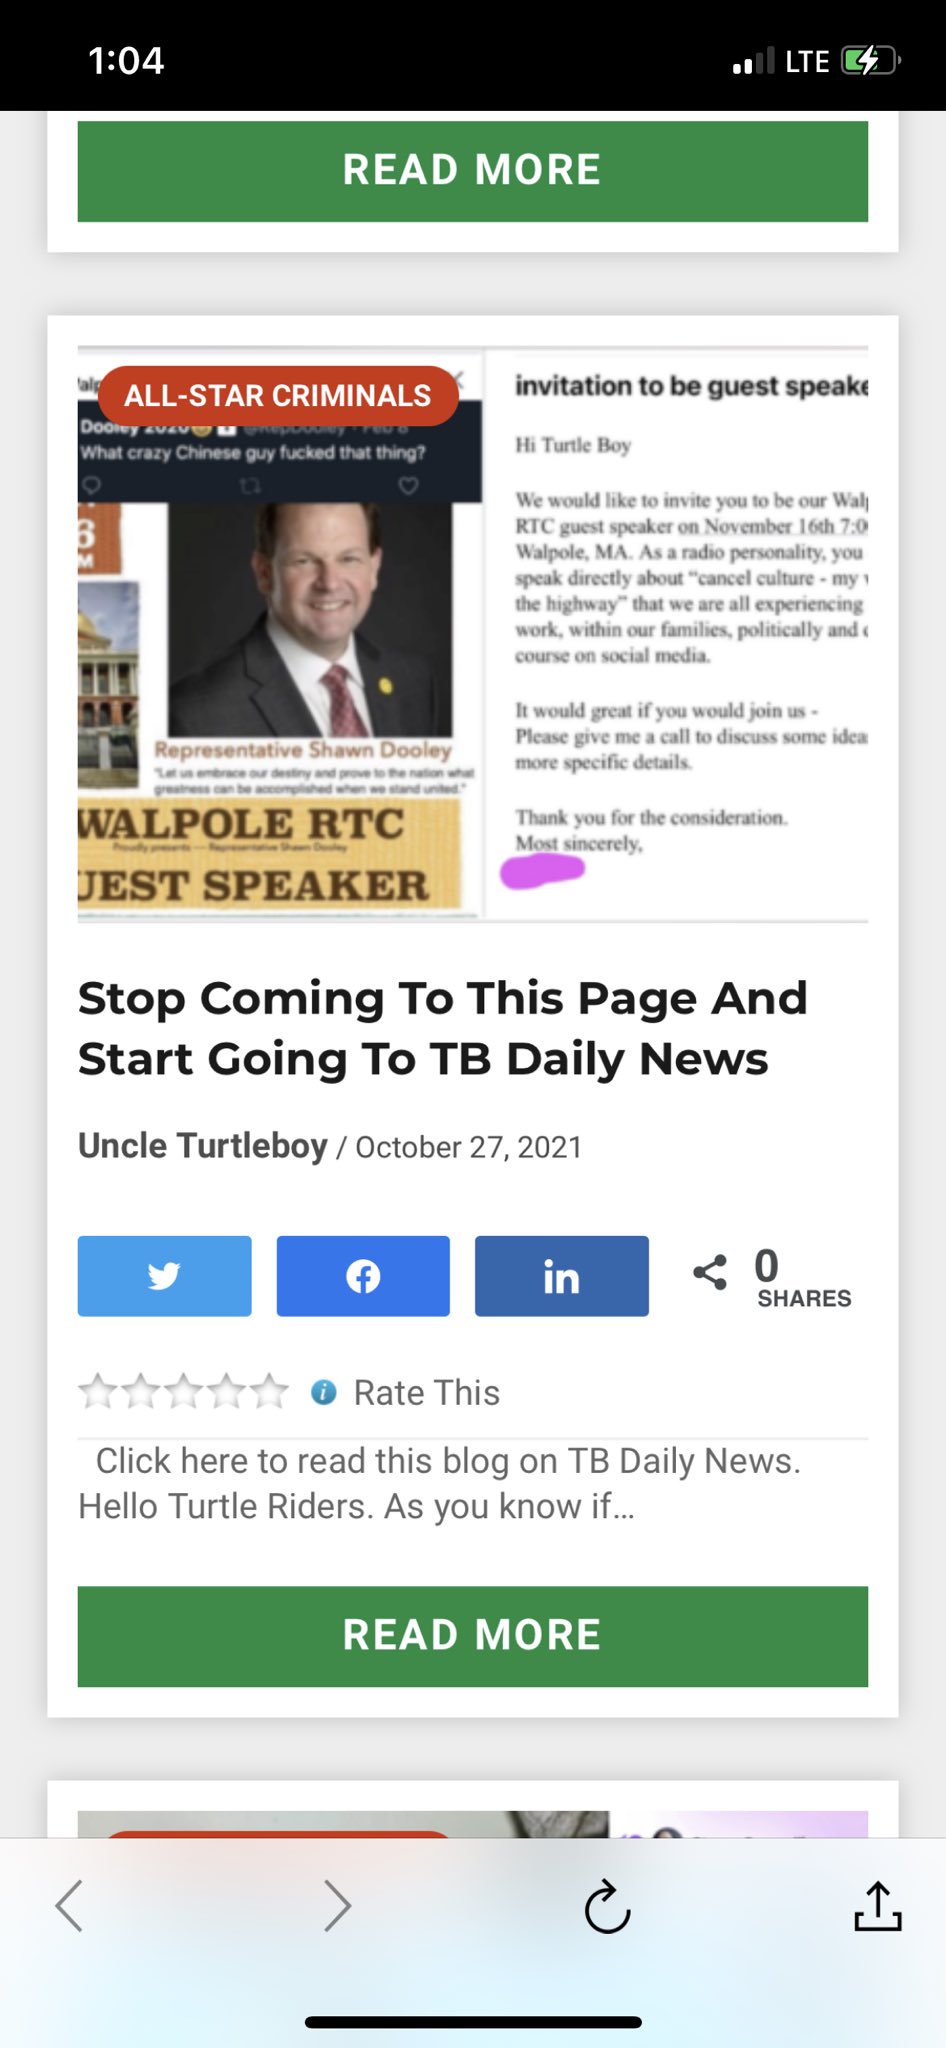 1:04
LTE
READ MORE
ALL-STAR CRIMINALS
Dooley 2020 @RepDooley · Feb 8
What crazy Chinese guy fucked that thing?
Representative Shawn Dooley
"Let us embrace our destiny and prove to the nation what
greatness can be accomplished when we stand united."
WALPOLE RTC
Proudly presents --- Representative Shawn Dooley
UEST SPEAKER
invitation to be guest speake
Hi Turtle Boy
We would like to invite you to be our Walp
RTC guest speaker on November 16th 7:0
Walpole, MA. As a radio personality, you
speak directly about "cancel culture - my
the highway" that we are all experiencing
work, within our families, politically and
course on social media.
It would great if you would join us -
Please give me a call to discuss some idea
more specific details.
Thank you for the consideration.
Most sincerely,
Stop Coming To This Page And
Start Going To TB Daily News
Uncle Turtleboy / October 27, 2021
in
0
SHARES
i Rate This
Click here to read this blog on TB Daily News.
Hello Turtle Riders. As you know if...
READ MORE